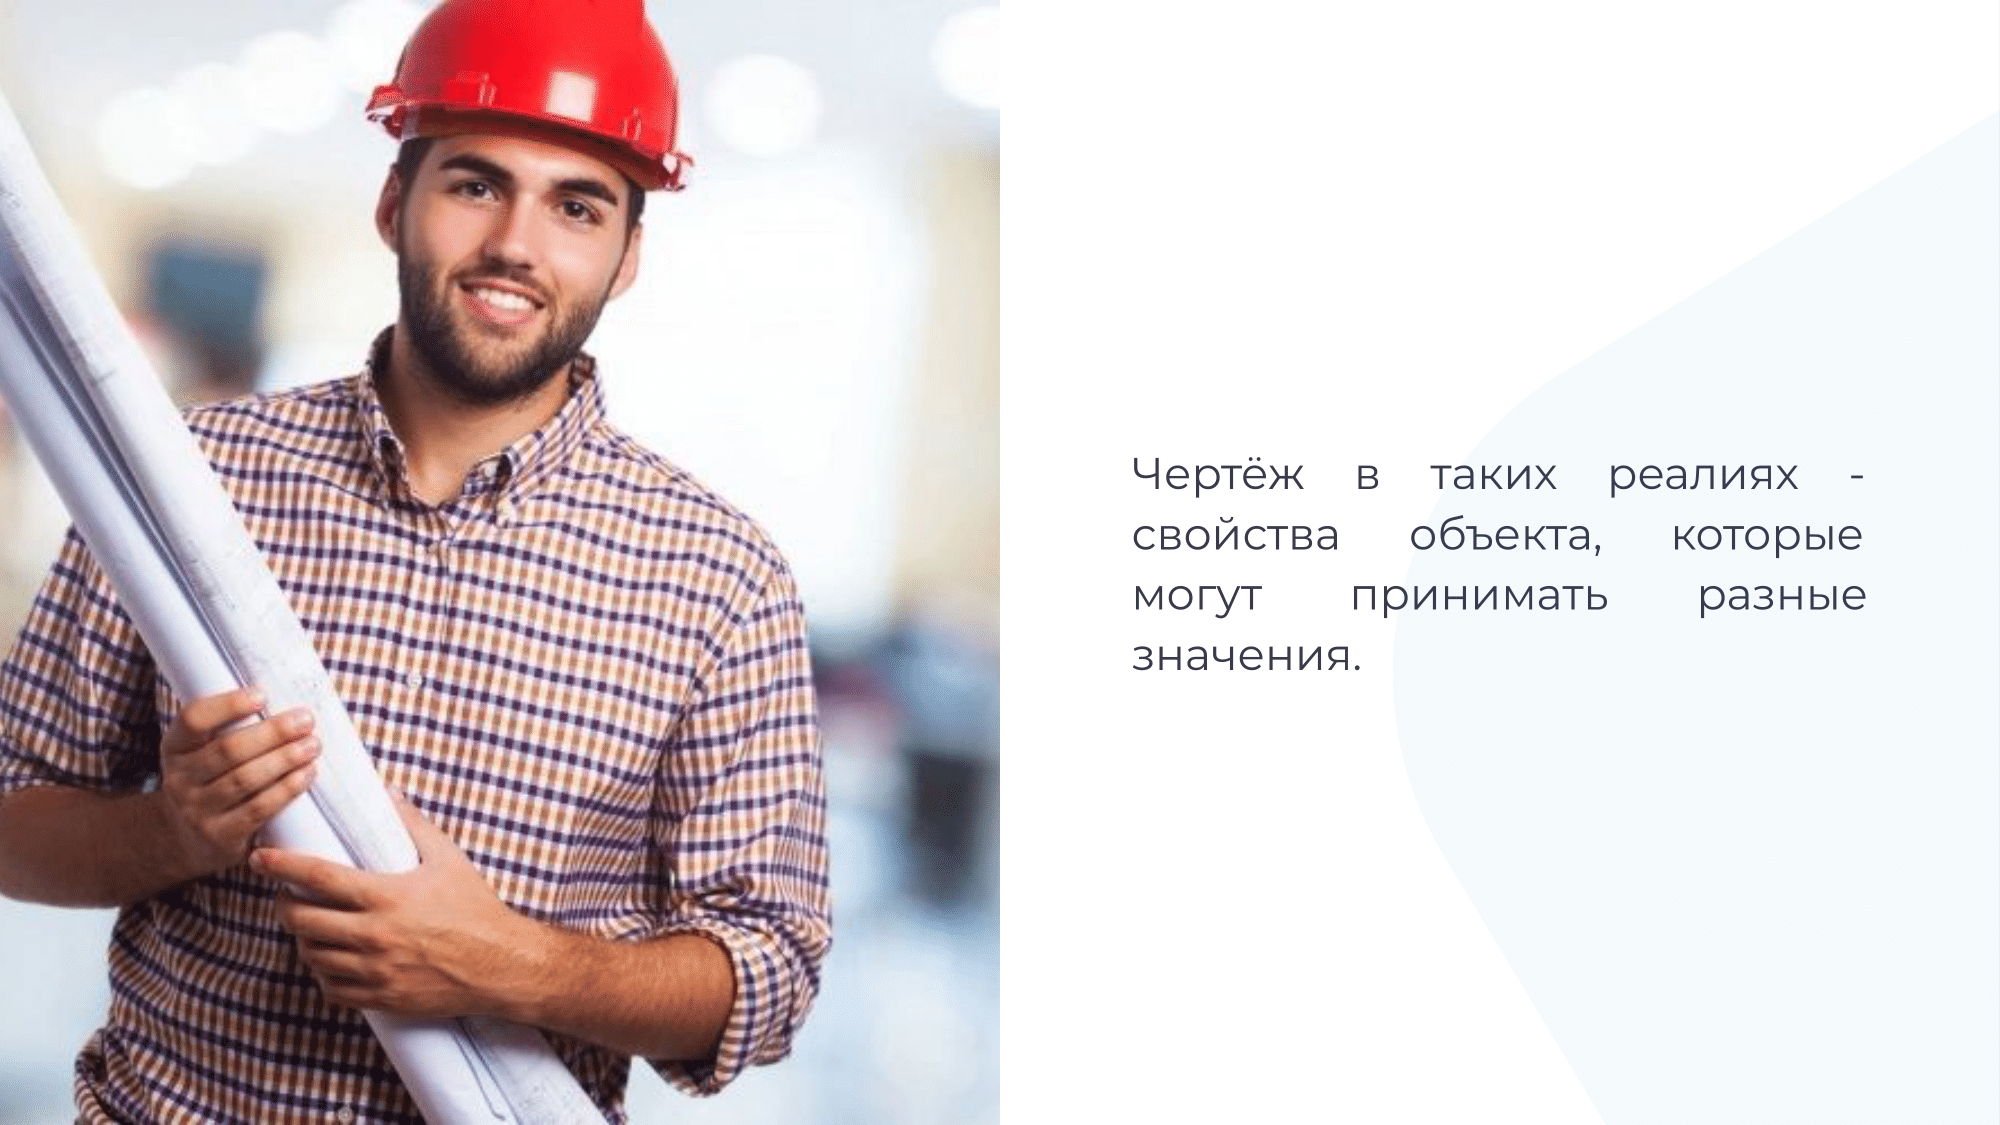 Чертёж в таких реалиях -
свойства объекта, которые
могут принимать разные
значения.